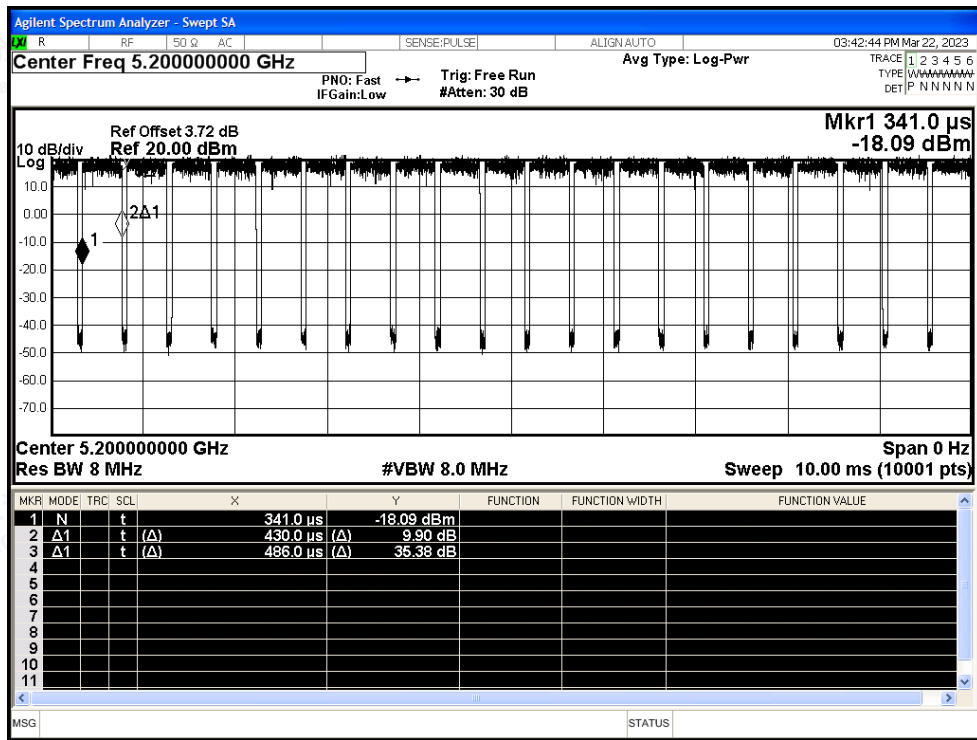 Agilent Spectrum Analyzer - Swept SA
LXI R RF 50 Ω AC SENSE:PULSE ALIGN AUTO 03:42:44 PM Mar 22, 2023
Center Freq 5.200000000 GHz
Avg Type: Log-Pwr
TRACE 1 2 3 4 5 6
PNO: Fast Trig: Free Run
TYPE WWWWWW
IFGain:Low #Atten: 30 dB
DET P N N N N N
Mkr1 341.0 µs
Ref Offset 3.72 dB
10 dB/div Ref 20.00 dBm
-18.09 dBm
Log
10.0
0.00
2Δ1
-10.0
1
-20.0
-30.0
-40.0
-50.0
-60.0
-70.0
Center 5.200000000 GHz Span 0 Hz
Res BW 8 MHz #VBW 8.0 MHz Sweep 10.00 ms (10001 pts)
MKR MODE TRC SCL X Y FUNCTION FUNCTION WIDTH FUNCTION VALUE
1 N t 341.0 µs -18.09 dBm
2 Δ1 t (Δ) 430.0 µs (Δ) 9.90 dB
3 Δ1 t (Δ) 486.0 µs (Δ) 35.38 dB
4
5
6
7
8
9
10
11
MSG STATUS